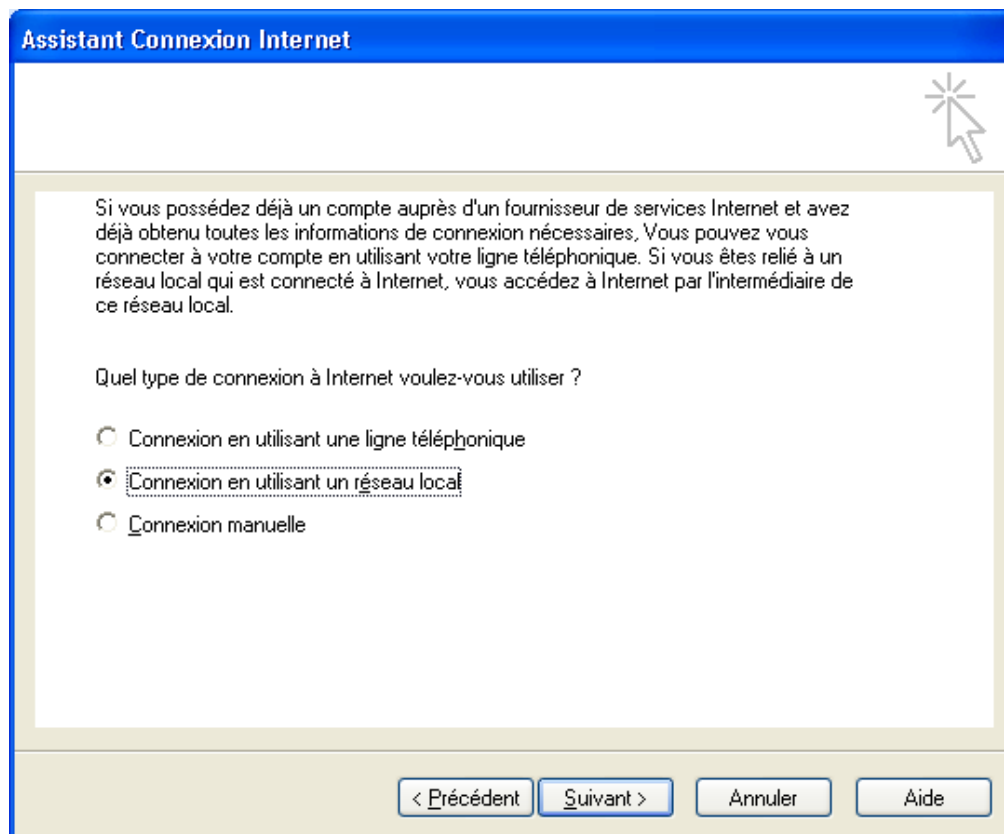 Assistant Connexion Internet
Si vous possédez déjà un compte auprès d'un fournisseur de services Internet et avez
déjà obtenu toutes les informations de connexion nécessaires, Vous pouvez vous
connecter à votre compte en utilisant votre ligne téléphonique. Si vous êtes relié à un
réseau local qui est connecté à Internet, vous accédez à Internet par l'intermédiaire de
ce réseau local.
Quel type de connexion à Internet voulez-vous utiliser ?
Connexion en utilisant une ligne téléphonique
Connexion en utilisant un réseau local
Connexion manuelle
< Précédent
Suivant >
Annuler
Aide